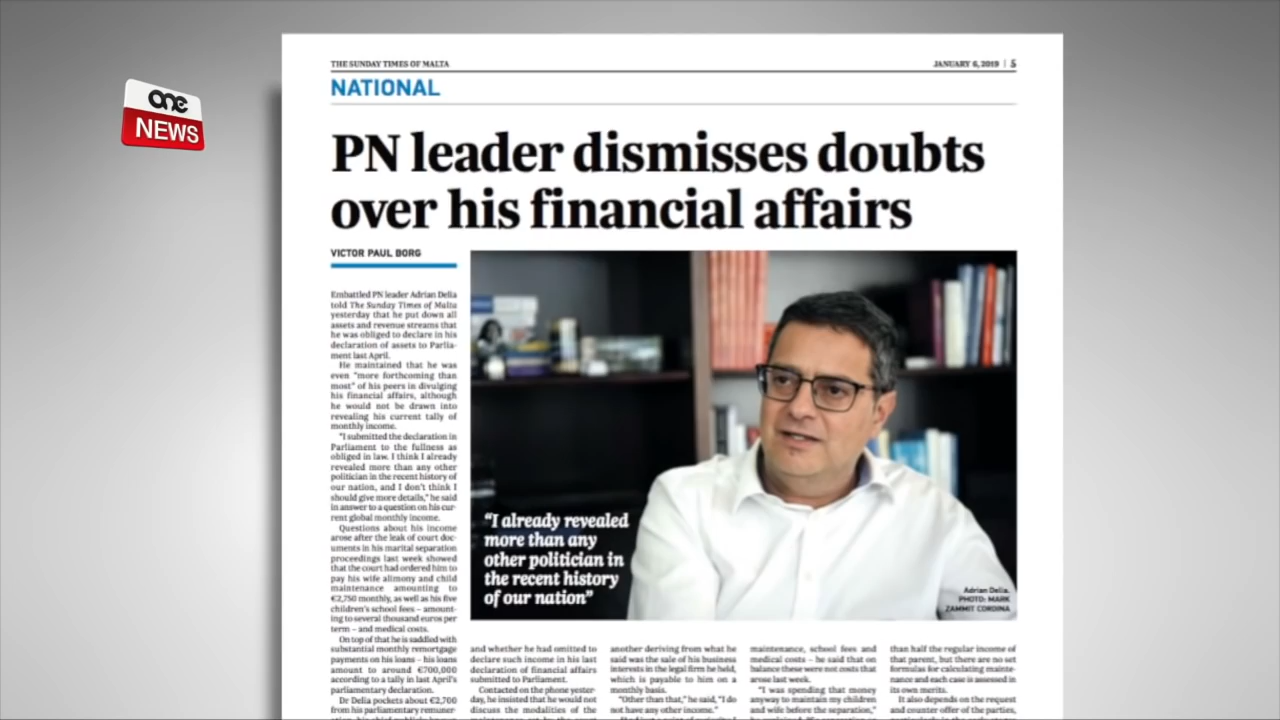 one
NEWS
THE SUNDAY TIMES OF MALTA
JANUARY 6, 2019 | 5
NATIONAL
PN leader dismisses doubts
over his financial affairs
VICTOR PAUL BORG
Embattled PN leader Adrian Delia
told The Sunday Times of Malta
yesterday that he put down all
assets and revenue streams that
he was obliged to declare in his
declaration of assets to Parlia-
ment last April.
He maintained that he was
even "more forthcoming than
most" of his peers in divulging
his financial affairs, although
he would not be drawn into
revealing his current tally of
monthly income.
"I submitted the declaration in
Parliament to the fullness as
obliged in law. I think I already
revealed more than any other
politician in the recent history of
our nation, and I don't think I
should give more details," he said
in answer to a question on his cur-
rent global monthly income.
Questions about his income
arose after the leak of court doc-
uments in his marital separation
proceedings last week showed
that the court had ordered him to
pay his wife alimony and child
maintenance amounting to
€2,750 monthly, as well as his five
children's school fees – amount-
ing to several thousand euros per
term – and medical costs.
On top of that he is saddled with
substantial monthly remortgage
payments on his loans – his loans
amount to around €700,000
according to a tally in last April's
parliamentary declaration.
Dr Delia pockets about €2,700
from his parliamentary remuner-
"I already revealed
more than any
other politician in
the recent history
of our nation"
Adrian Delia.
PHOTO: MARK
ZAMMIT CORDINA
and whether he had omitted to
declare such income in his last
declaration of financial affairs
submitted to Parliament.
Contacted on the phone yester-
day, he insisted that he would not
discuss the modalities of the
another deriving from what he
said was the sale of his business
interests in the legal firm he held,
which is payable to him on a
monthly basis.
"Other than that," he said, "I do
not have any other income."
maintenance, school fees and
medical costs – he said that on
balance these were not costs that
arose last week.
"I was spending that money
anyway to maintain my children
and wife before the separation,"
than half the regular income of
that parent, but there are no set
formulas for calculating mainte-
nance and each case is assessed in
its own merits.
It also depends on the request
and counter offer of the parties,